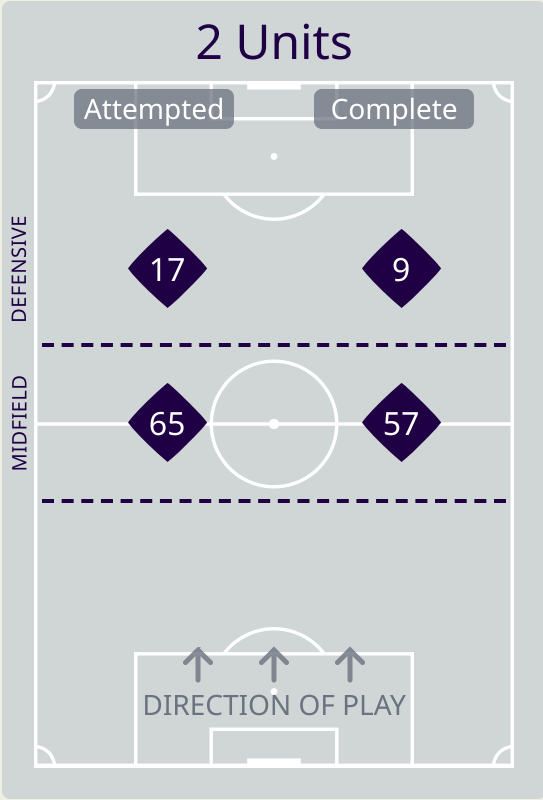 2 Units
Attempted
Complete
DEFENSIVE
17
9
MIDFIELD
65
57
DIRECTION OF PLAY